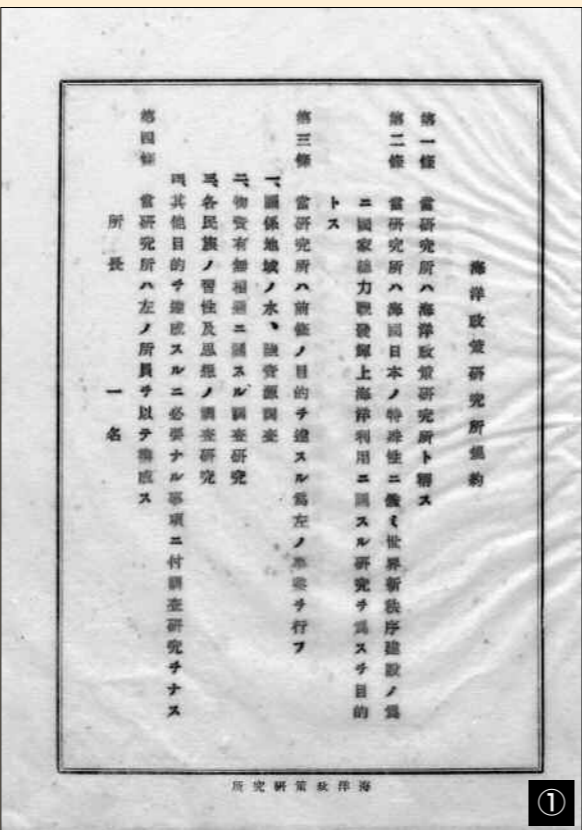 海洋政策研究所規約
第一條　當研究所ハ海洋政策研究所ト稱ス
第二條　當研究所ハ海國日本ノ特殊性ニ鑑ミ世界新秩序建設ノ爲
ニ國家總力戰發揮上海洋利用ニ關スル研究ヲ爲スヲ目的
トス
第三條　當研究所ハ前條ノ目的ヲ達スル爲左ノ事業ヲ行フ
一、關係地域ノ水、陸資源調査
二、物資有無相通ニ關スル調査研究
三、各民族ノ習性及思想ノ調査研究
四、其他目的ヲ達成スルニ必要ナル事項ニ付調査研究ヲナス
第四條　當研究所ハ左ノ所員ヲ以テ構成ス
所長　一名
海洋政策研究所
①